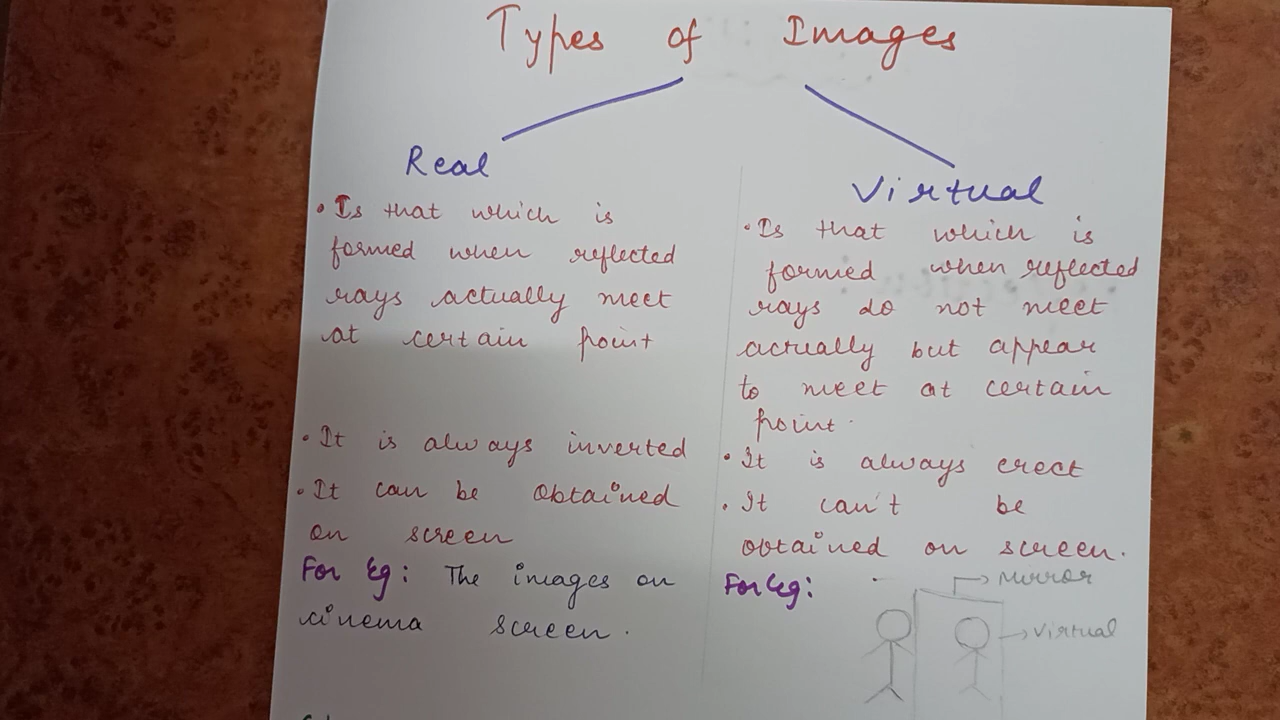 Types of Images
Real
• Is that which is
formed when reflected
rays actually meet
at certain point
• It is always inverted
• It can be obtained
on screen
For Eg: The images on
cinema screen.
Virtual
• Is that which is
formed when reflected
rays do not meet
actually but appear
to meet at certain
point.
• It is always erect
• It can't be
obtained on screen.
For Eg:
mirror
virtual